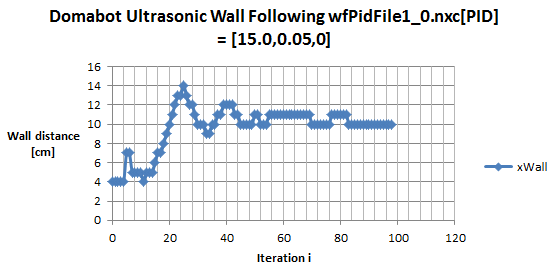 Domabot Ultrasonic Wall Following wfPidFile1_0.nxc[PID]
= [15.0,0.05,0]
16
14
12
10
8
6
4
2
0
Wall distance
[cm]
0 20 40 60 80 100 120
Iteration i
xWall